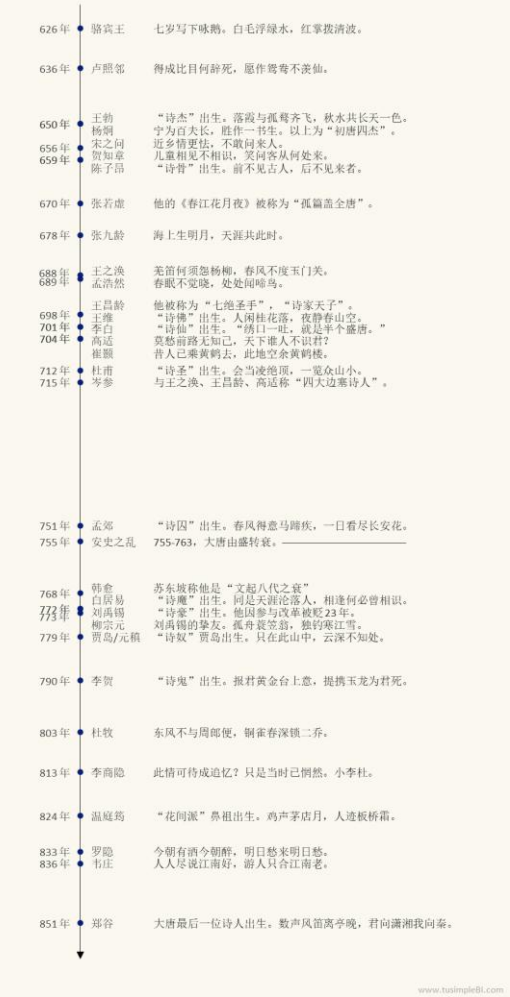 626年 骆宾王 七岁写下咏鹅。白毛浮绿水，红掌拨清波。
636年 卢照邻 得成比目何辞死，愿作鸳鸯不羡仙。
650年 王勃 “诗杰”出生。落霞与孤鹜齐飞，秋水共长天一色。
杨炯 宁为百夫长，胜作一书生。以上为“初唐四杰”。
656年 宋之问 近乡情更怯，不敢问来人。
659年 贺知章 儿童相见不相识，笑问客从何处来。
陈子昂 “诗骨”出生。前不见古人，后不见来者。
670年 张若虚 他的《春江花月夜》被称为“孤篇盖全唐”。
678年 张九龄 海上生明月，天涯共此时。
688年 王之涣 羌笛何须怨杨柳，春风不度玉门关。
689年 孟浩然 春眠不觉晓，处处闻啼鸟。
王昌龄 他被称为“七绝圣手”，“诗家天子”。
698年 王维 “诗佛”出生。人闲桂花落，夜静春山空。
701年 李白 “诗仙”出生。“绣口一吐，就是半个盛唐。”
704年 高适 莫愁前路无知己，天下谁人不识君？
崔颢 昔人已乘黄鹤去，此地空余黄鹤楼。
712年 杜甫 “诗圣”出生。会当凌绝顶，一览众山小。
715年 岑参 与王之涣、王昌龄、高适称“四大边塞诗人”。
751年 孟郊 “诗囚”出生。春风得意马蹄疾，一日看尽长安花。
755年 安史之乱 755-763，大唐由盛转衰。
768年 韩愈 苏东坡称他是“文起八代之衰”
白居易 “诗魔”出生。同是天涯沦落人，相逢何必曾相识。
772年 刘禹锡 “诗豪”出生。他因参与改革被贬23年。
773年 柳宗元 刘禹锡的挚友。孤舟蓑笠翁，独钓寒江雪。
779年 贾岛/元稹 “诗奴”贾岛出生。只在此山中，云深不知处。
790年 李贺 “诗鬼”出生。报君黄金台上意，提携玉龙为君死。
803年 杜牧 东风不与周郎便，铜雀春深锁二乔。
813年 李商隐 此情可待成追忆？只是当时已惘然。小李杜。
824年 温庭筠 “花间派”鼻祖出生。鸡声茅店月，人迹板桥霜。
833年 罗隐 今朝有酒今朝醉，明日愁来明日愁。
836年 韦庄 人人尽说江南好，游人只合江南老。
851年 郑谷 大唐最后一位诗人出生。数声风笛离亭晚，君向潇湘我向秦。
www.tusimpleBI.com